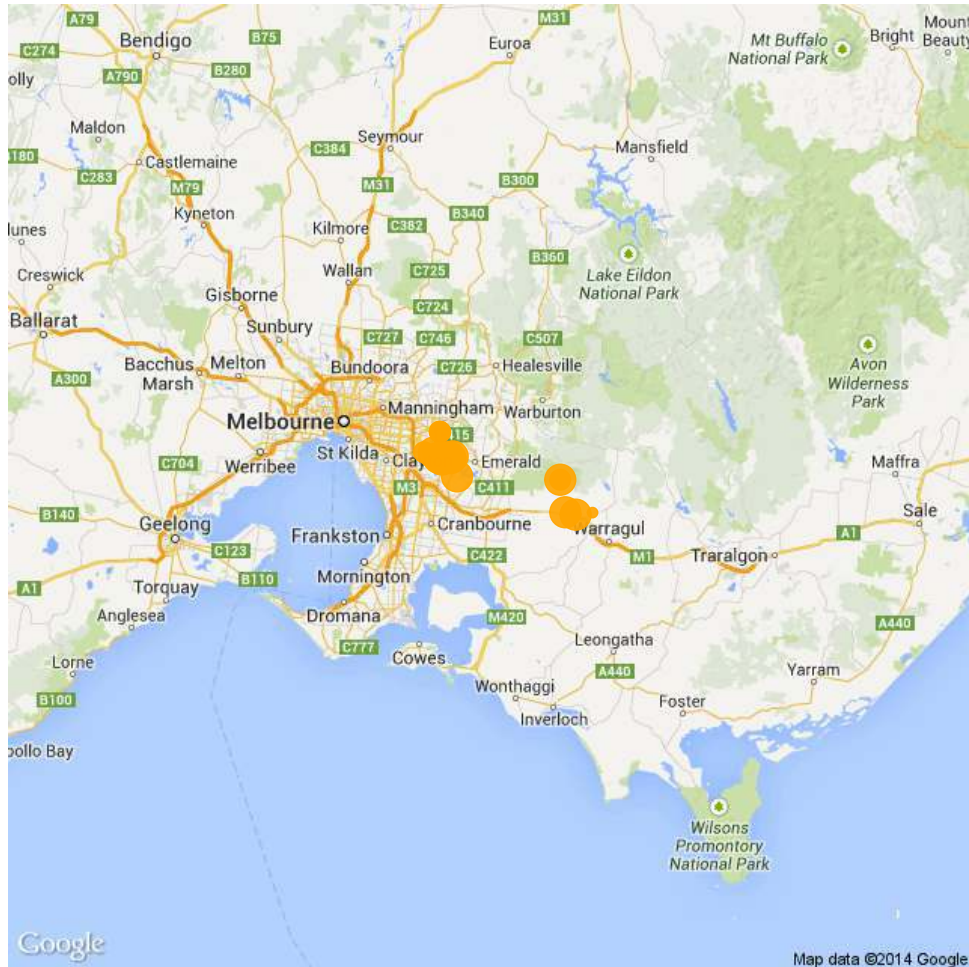 A79
B75
M31
Mount
Beauty
Bendigo
Euroa
Mt Buffalo
National Park
Bright
C274
B280
A790
olly
Maldon
Seymour
C384
Mansfield
B180
Castlemaine
C283
M79
M31
B300
Kyneton
C382
B340
lunes
Kilmore
B360
Creswick
Wallan
C725
Lake Eildon
National Park
Gisborne
C724
Ballarat
Sunbury
C727
C746
C507
Avon
Wilderness
Park
Bacchus
Marsh
Melton
Bundoora
C726
Healesville
A300
Manningham
Warburton
Melbourne
St Kilda
Clay
Emerald
C704
Werribee
M3
C411
Maffra
B140
Geelong
Cranbourne
Sale
Frankston
Warragul
A1
C123
C422
M1
Traralgon
A1
Torquay
B110
Mornington
Anglesea
Dromana
M420
A440
C777
Leongatha
Lorne
Cowes
A440
Yarram
B100
Wonthaggi
Foster
Inverloch
pollo Bay
Wilsons
Promontory
National Park
Google
Map data ©2014 Google